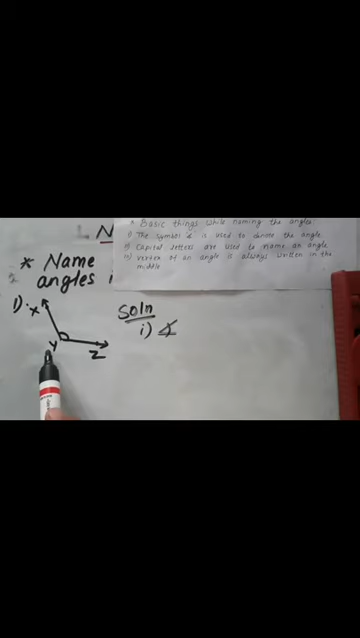 * Basic things while naming the angles:
i) The symbol ∡ is used to denote the angle
ii) Capital letters are used to name an angle
iii) Vertex of an angle is always written in the
middle
* Name
angles
1).
X
Y
Z
Soln
i) ∡